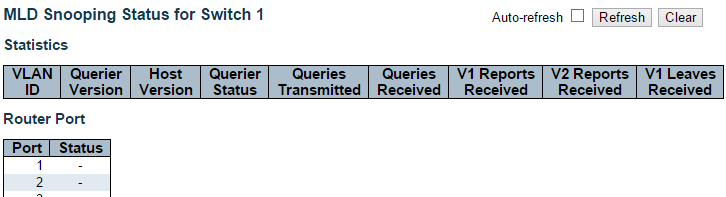 MLD Snooping Status for Switch 1
Auto-refresh Refresh Clear
Statistics
VLAN ID Querier Version Host Version Querier Status Queries Transmitted Queries Received V1 Reports Received V2 Reports Received V1 Leaves Received
Router Port
Port Status
1 -
2 -